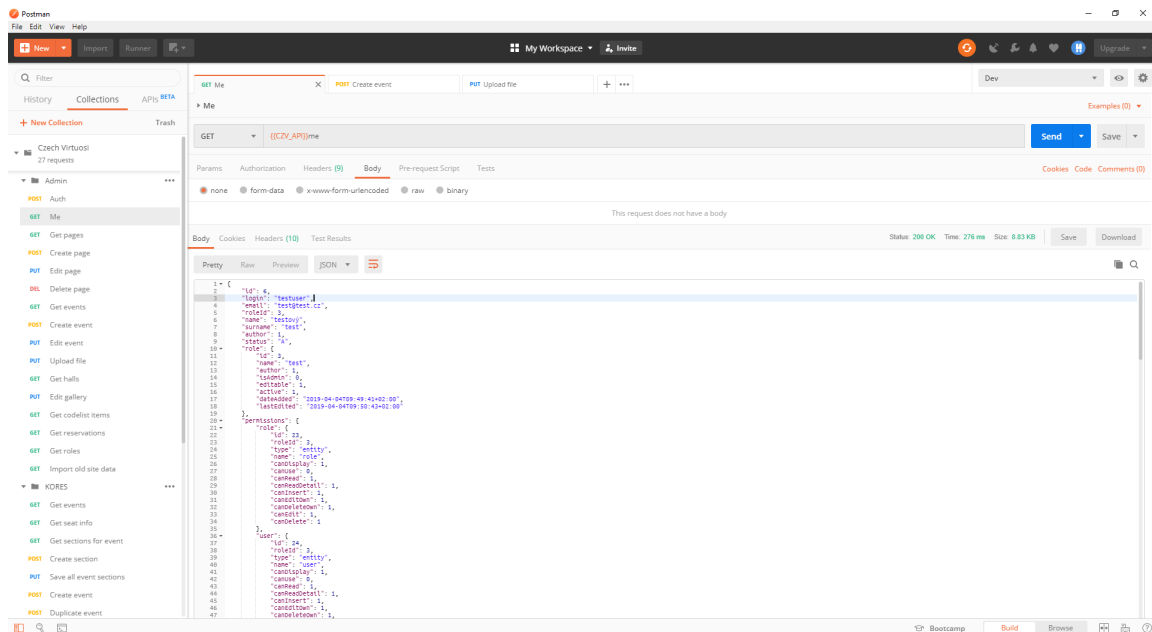 Postman
File Edit View Help
New Import Runner My Workspace Invite Upgrade
Filter
History Collections APIs BETA
+ New Collection Trash
Czech Virtuosi
27 requests
Admin
POST Auth
GET Me
GET Get pages
POST Create page
PUT Edit page
DEL Delete page
GET Get events
POST Create event
PUT Edit event
PUT Upload file
GET Get halls
PUT Edit gallery
GET Get codelist items
GET Get reservations
GET Get roles
GET Import old site data
KORES
GET Get events
GET Get seat info
GET Get sections for event
POST Create section
PUT Save all event sections
POST Create event
POST Duplicate event
GET Me POST Create event PUT Upload file Dev
Me Examples (0)
GET {{CZV_API}}me Send Save
Params Authorization Headers (9) Body Pre-request Script Tests Cookies Code Comments (0)
none form-data x-www-form-urlencoded raw binary
This request does not have a body
Body Cookies Headers (10) Test Results Status: 200 OK Time: 276 ms Size: 8.83 KB Save Download
Pretty Raw Preview JSON
1 {
2 "id": 6,
3 "login": "testuser",
4 "email": "test@test.cz",
5 "roleId": 3,
6 "name": "testový",
7 "surname": "test",
8 "author": 1,
9 "status": "A",
10 "role": {
11 "id": 3,
12 "name": "test",
13 "author": 1,
14 "isAdmin": 0,
15 "editable": 1,
16 "active": 1,
17 "dateAdded": "2019-04-04T09:49:41+02:00",
18 "lastEdited": "2019-04-04T09:50:43+02:00"
19 },
20 "permissions": {
21 "role": {
22 "id": 23,
23 "roleId": 3,
24 "type": "entity",
25 "name": "role",
26 "canDisplay": 1,
27 "canUse": 0,
28 "canRead": 1,
29 "canReadDetail": 1,
30 "canInsert": 1,
31 "canEditOwn": 1,
32 "canDeleteOwn": 1,
33 "canEdit": 1,
34 "canDelete": 1
35 },
36 "user": {
37 "id": 24,
38 "roleId": 3,
39 "type": "entity",
40 "name": "user",
41 "canDisplay": 1,
42 "canUse": 0,
43 "canRead": 1,
44 "canReadDetail": 1,
45 "canInsert": 1,
46 "canEditOwn": 1,
47 "canDeleteOwn": 1,
Bootcamp Build Browse